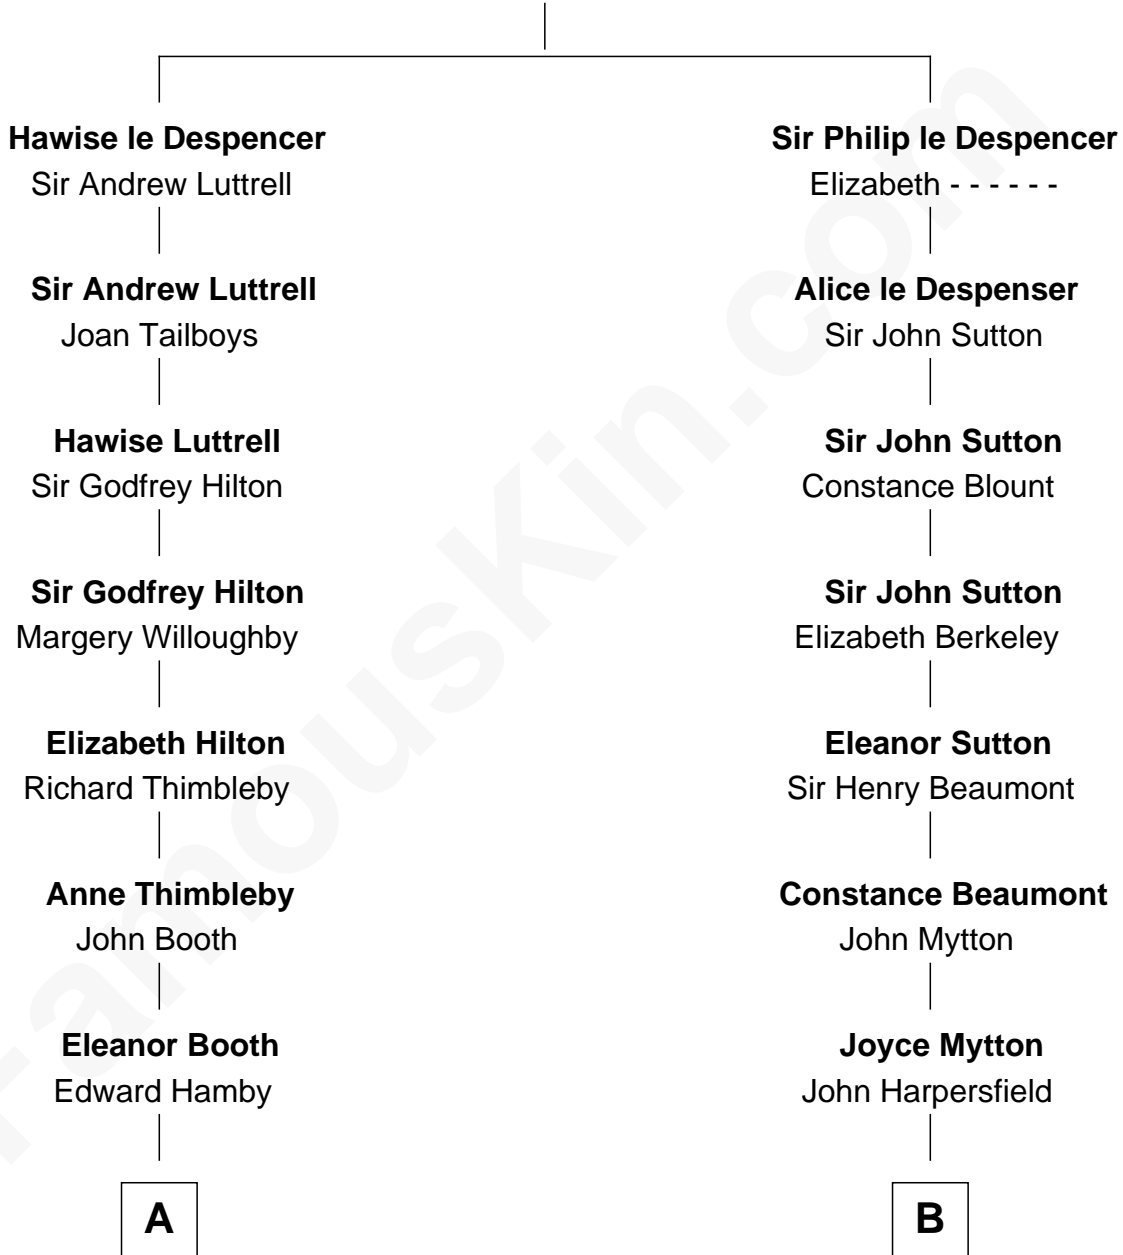 Hawise le Despencer
Sir Andrew Luttrell
Sir Andrew Luttrell
Joan Tailboys
Hawise Luttrell
Sir Godfrey Hilton
Sir Godfrey Hilton
Margery Willoughby
Elizabeth Hilton
Richard Thimbleby
Anne Thimbleby
John Booth
Eleanor Booth
Edward Hamby
A
Sir Philip le Despencer
Elizabeth - - - - - -
Alice le Despenser
Sir John Sutton
Sir John Sutton
Constance Blount
Sir John Sutton
Elizabeth Berkeley
Eleanor Sutton
Sir Henry Beaumont
Constance Beaumont
John Mytton
Joyce Mytton
John Harpersfield
B
FamousKin.com